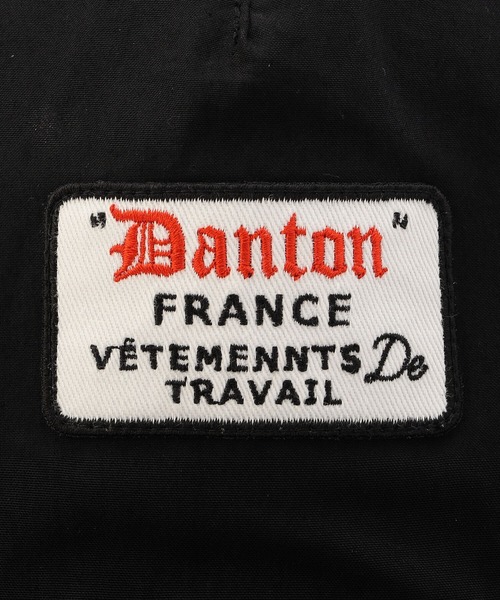 "Danton"
FRANCE
VÊTEMENNTS De
TRAVAIL